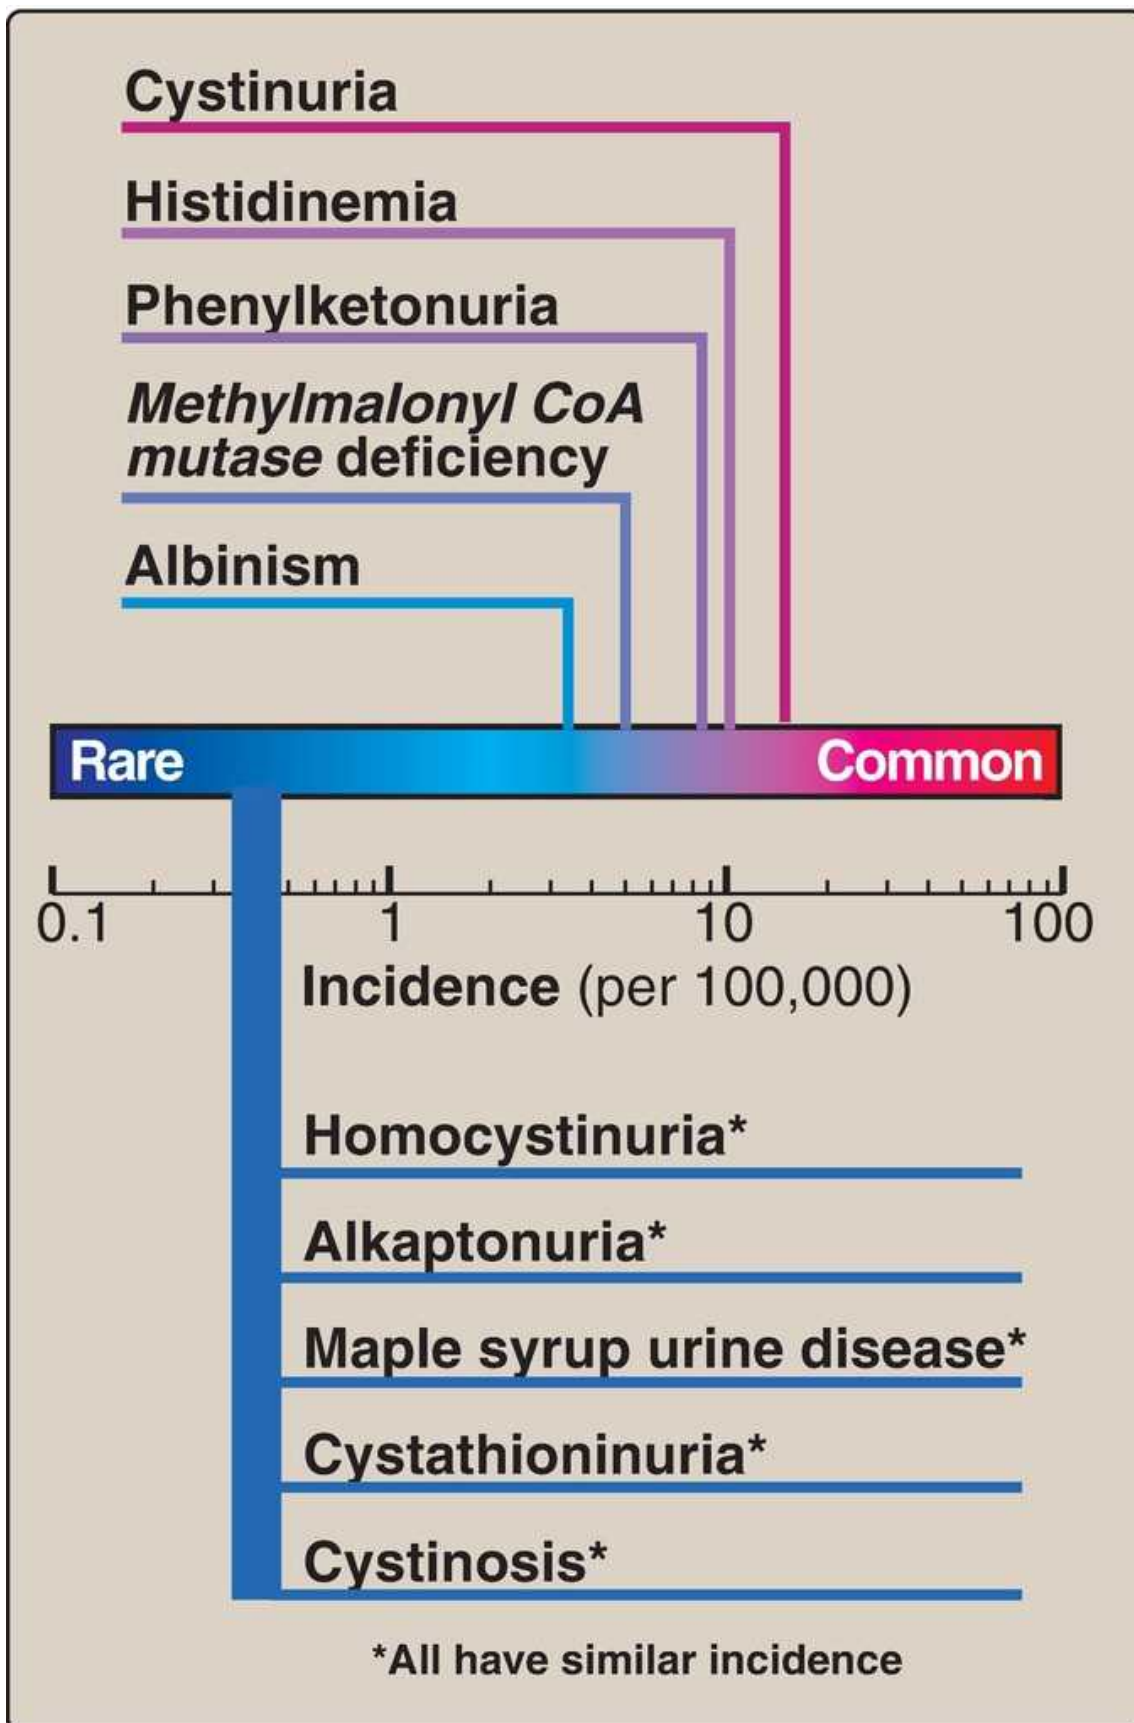 Cystinuria
Histidinemia
Phenylketonuria
Methylmalonyl CoA
mutase deficiency
Albinism
Rare Common
0.1 1 10 100
Incidence (per 100,000)
Homocystinuria*
Alkaptonuria*
Maple syrup urine disease*
Cystathioninuria*
Cystinosis*
*All have similar incidence